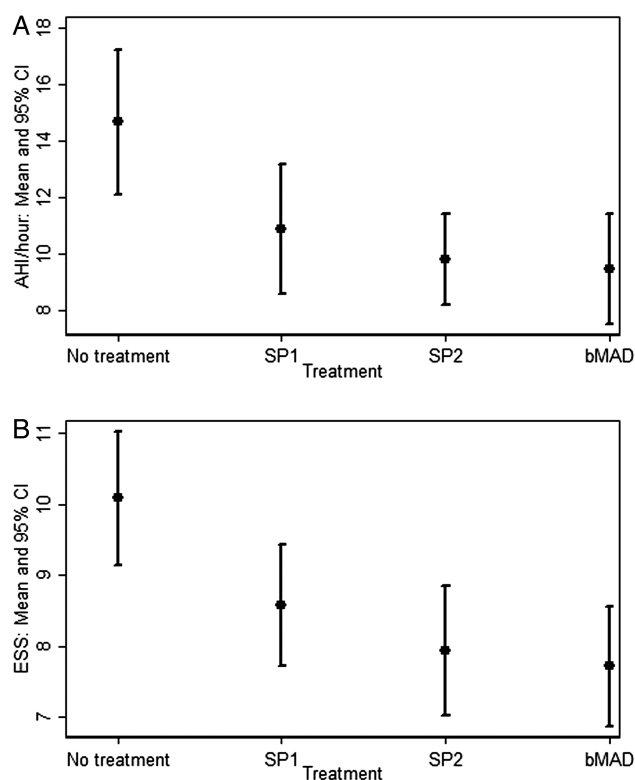 A
AHI/hour: Mean and 95% CI
18
16
14
12
10
8
No treatment SP1 SP2 bMAD
Treatment
B
ESS: Mean and 95% CI
11
10
9
8
7
No treatment SP1 SP2 bMAD
Treatment